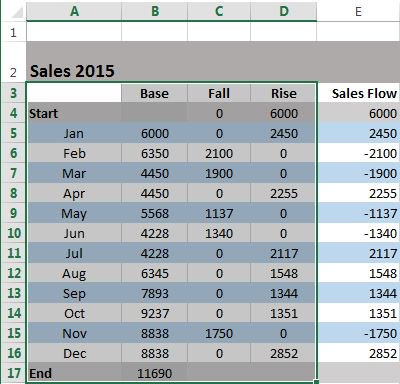 A B C D E
1
2 Sales 2015
3 Base Fall Rise Sales Flow
4 Start 0 6000 6000
5 Jan 6000 0 2450 2450
6 Feb 6350 2100 0 -2100
7 Mar 4450 1900 0 -1900
8 Apr 4450 0 2255 2255
9 May 5568 1137 0 -1137
10 Jun 4228 1340 0 -1340
11 Jul 4228 0 2117 2117
12 Aug 6345 0 1548 1548
13 Sep 7893 0 1344 1344
14 Oct 9237 0 1351 1351
15 Nov 8838 1750 0 -1750
16 Dec 8838 0 2852 2852
17 End 11690